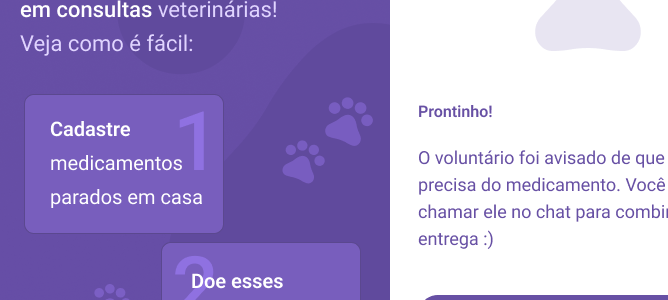 em consultas veterinárias!
Veja como é fácil:
1
Cadastre
medicamentos
parados em casa
2
Doe esses
Prontinho!
O voluntário foi avisado de que
precisa do medicamento. Você
chamar ele no chat para
entrega :)